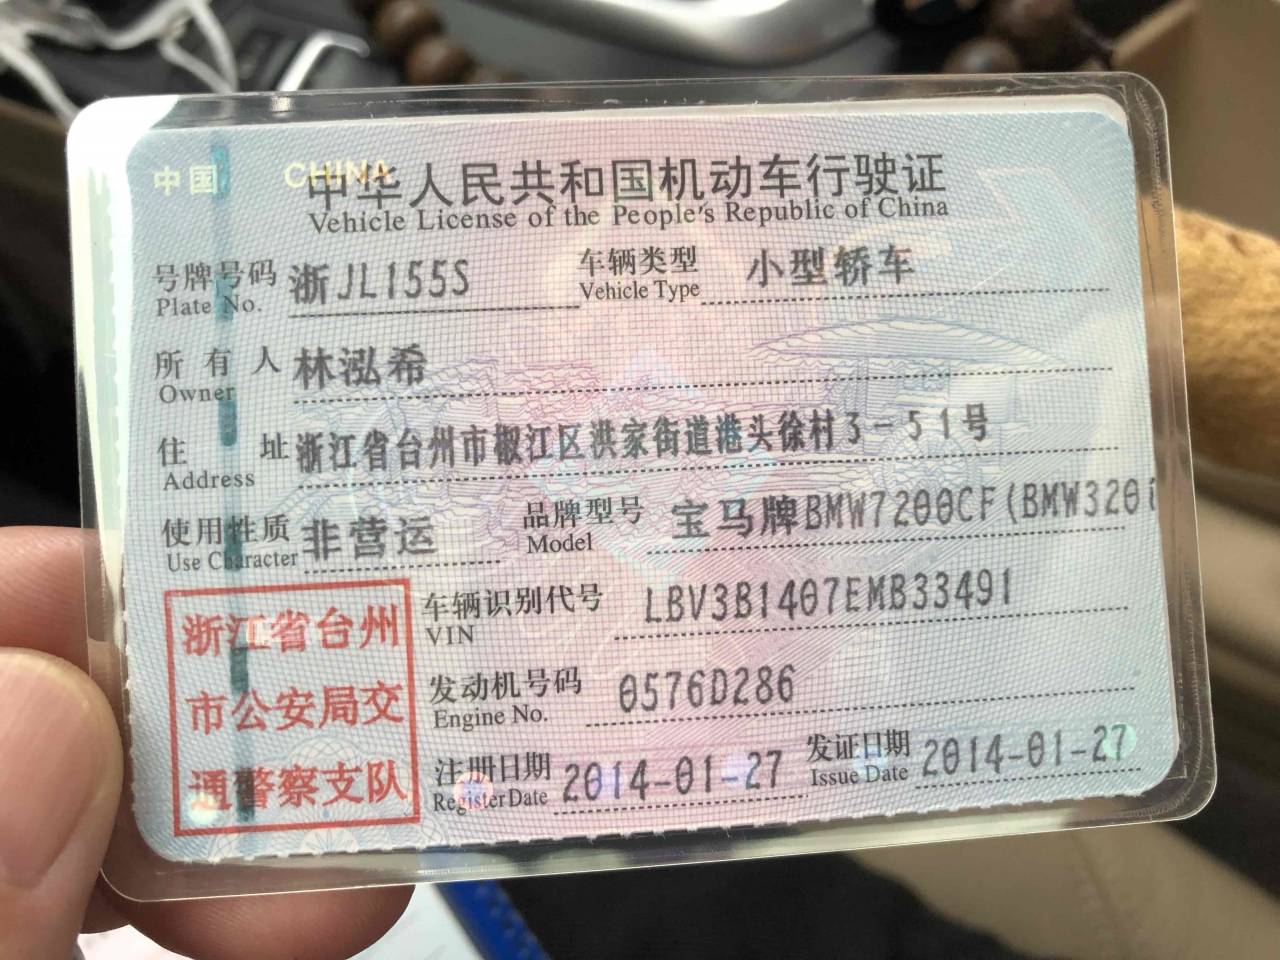 中国 CHINA
中华人民共和国机动车行驶证
Vehicle License of the People's Republic of China
号牌号码 浙JL155S 车辆类型 小型轿车
Plate No. Vehicle Type
所有人 林泓希
Owner
住址 浙江省台州市椒江区洪家街道港头徐村3-51号
Address
使用性质 非营运 品牌型号 宝马牌BMW7200CF(BMW320i
Use Character Model
浙江省台州
市公安局交
通警察支队
车辆识别代号 LBV3B1407EMB33491
VIN
发动机号码 0576D286
Engine No.
注册日期 2014-01-27 发证日期 2014-01-27
Register Date Issue Date